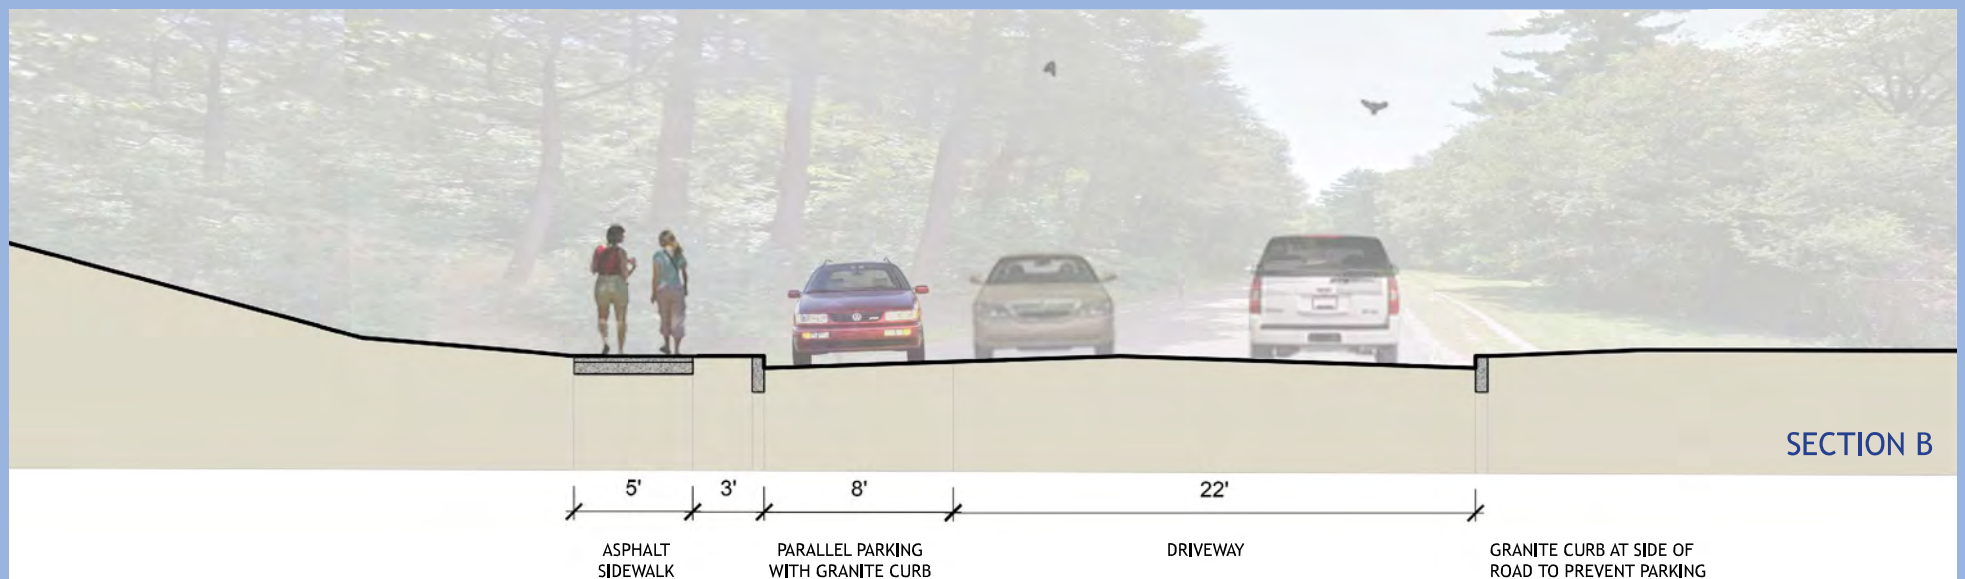 SECTION B
5'
3'
8'
22'
ASPHALT
SIDEWALK
PARALLEL PARKING
WITH GRANITE CURB
DRIVEWAY
GRANITE CURB AT SIDE OF
ROAD TO PREVENT PARKING